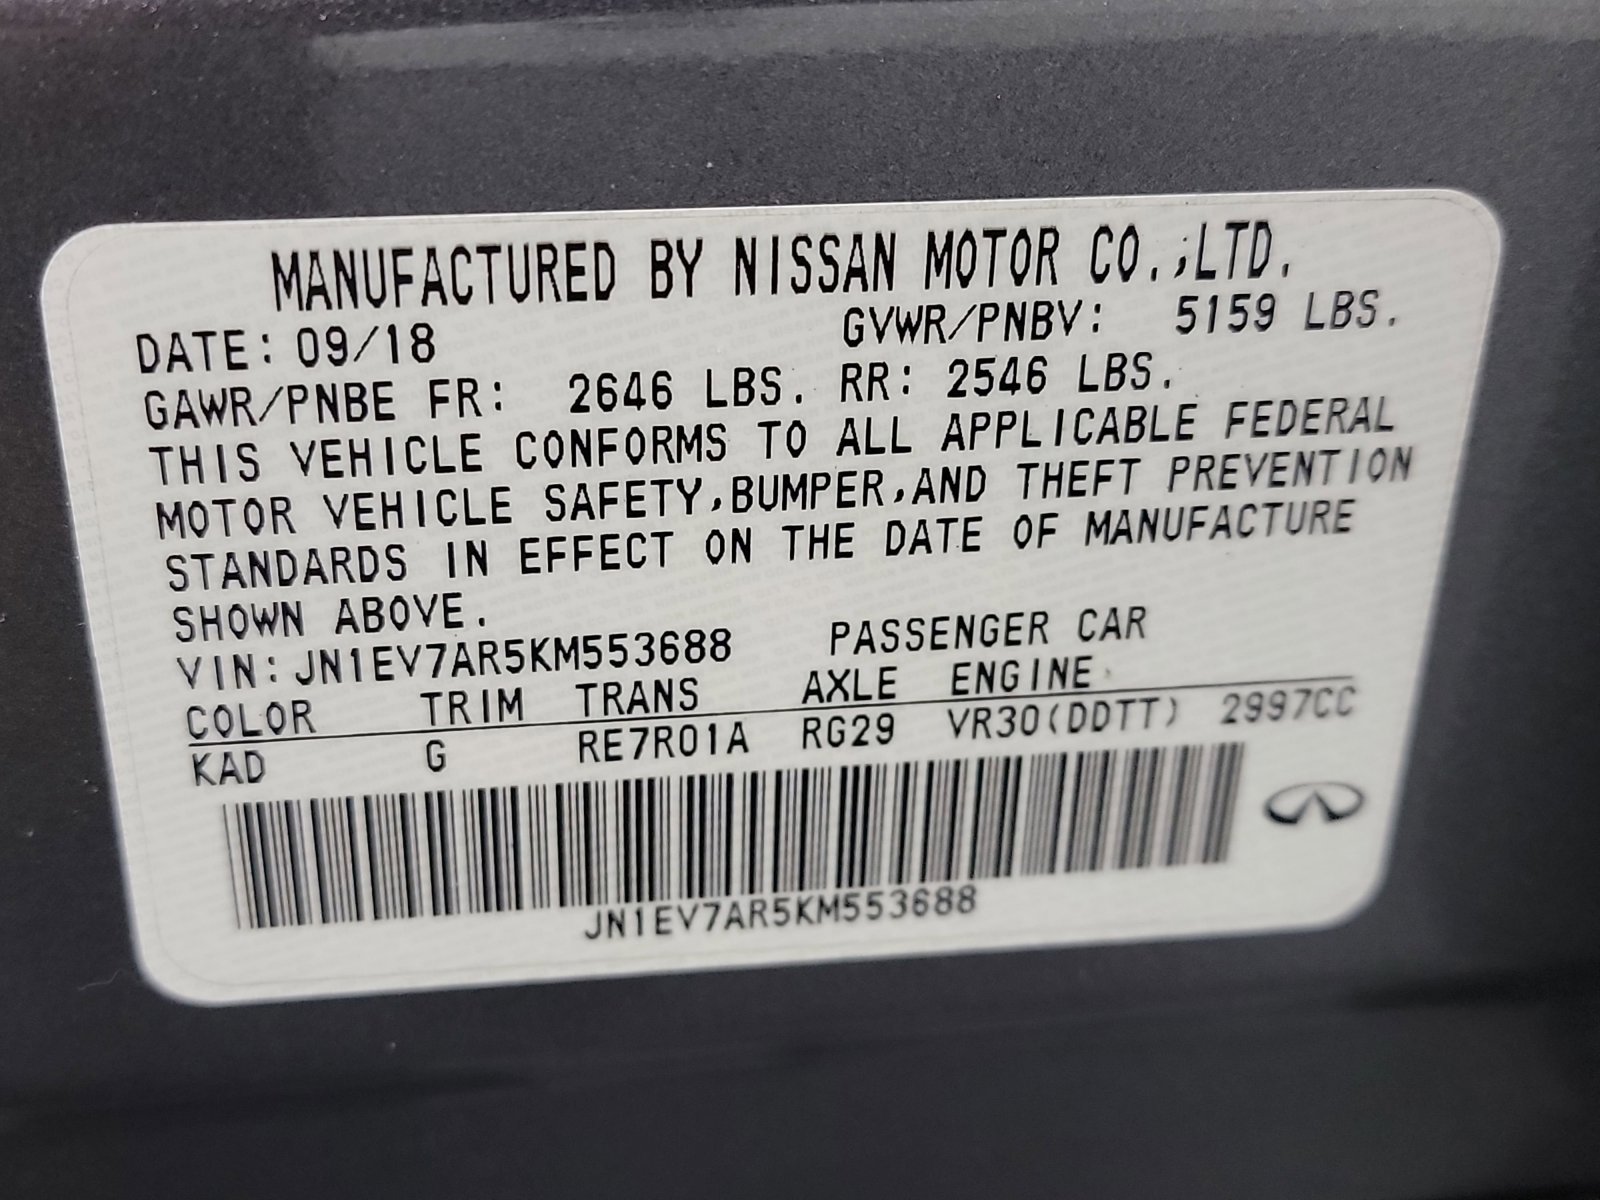 MANUFACTURED BY NISSAN MOTOR CO.,LTD.
DATE: 09/18 GVWR/PNBV: 5159 LBS.
GAWR/PNBE FR: 2646 LBS. RR: 2546 LBS.
THIS VEHICLE CONFORMS TO ALL APPLICABLE FEDERAL
MOTOR VEHICLE SAFETY,BUMPER,AND THEFT PREVENTION
STANDARDS IN EFFECT ON THE DATE OF MANUFACTURE
SHOWN ABOVE.
VIN:JN1EV7AR5KM553688 PASSENGER CAR
COLOR TRIM TRANS AXLE ENGINE
KAD G RE7R01A RG29 VR30(DDTT) 2997CC
JN1EV7AR5KM553688